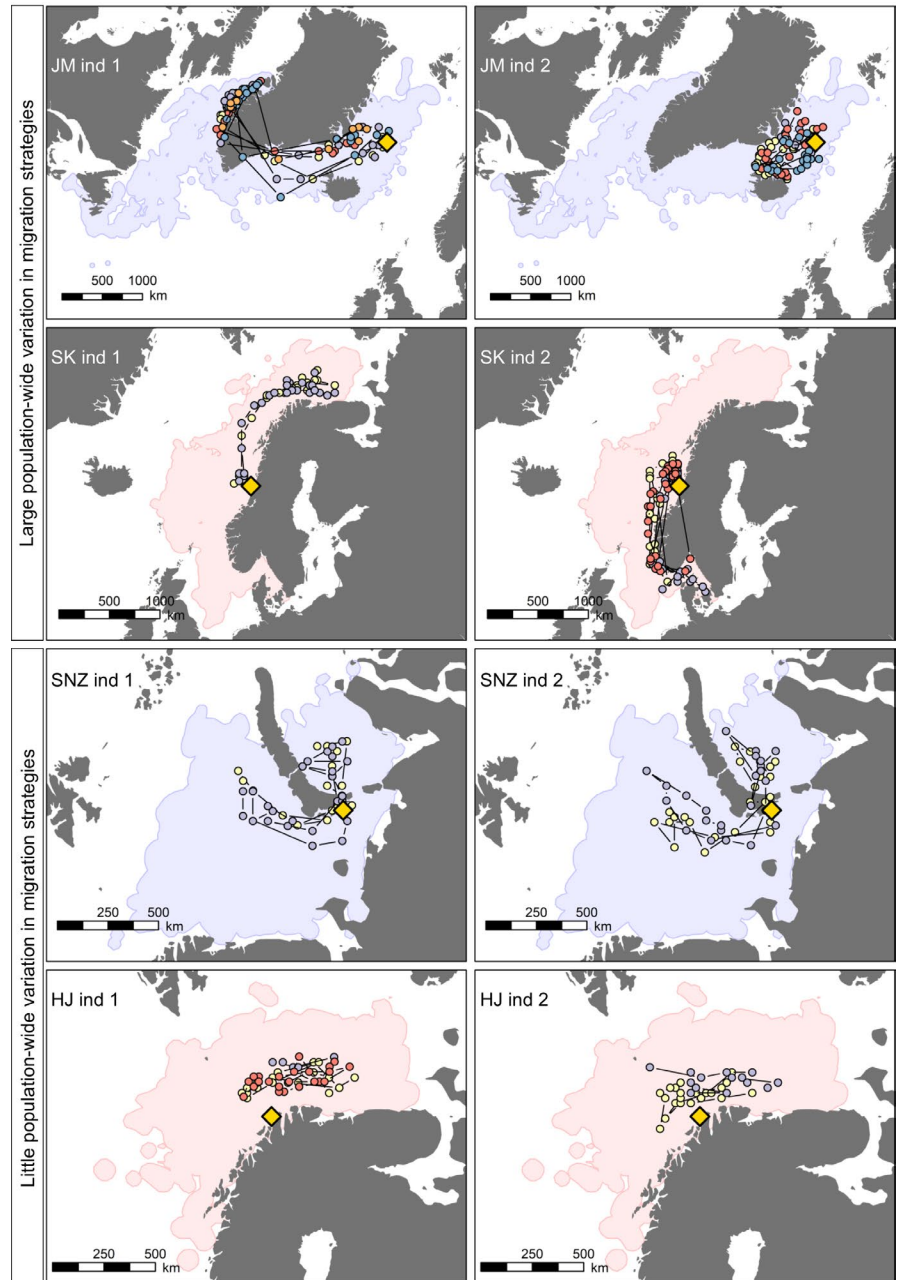 Large population-wide variation in migration strategies
JM ind 1
500 1000
km
JM ind 2
500 1000
km
SK ind 1
500 1000
km
SK ind 2
500 1000
km
Little population-wide variation in migration strategies
SNZ ind 1
250 500
km
SNZ ind 2
250 500
km
HJ ind 1
250 500
km
HJ ind 2
250 500
km